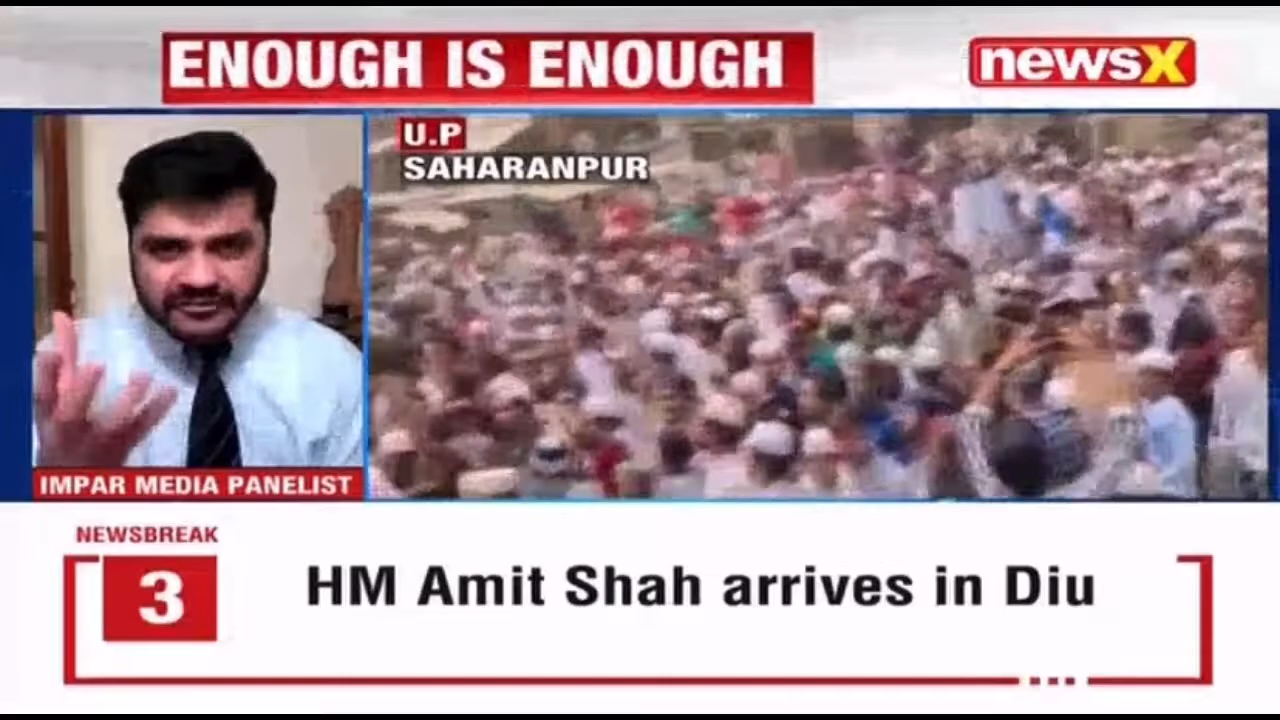 ENOUGH IS ENOUGH
newsX
U.P
SAHARANPUR
IMPAR MEDIA PANELIST
NEWSBREAK
3
HM Amit Shah arrives in Diu